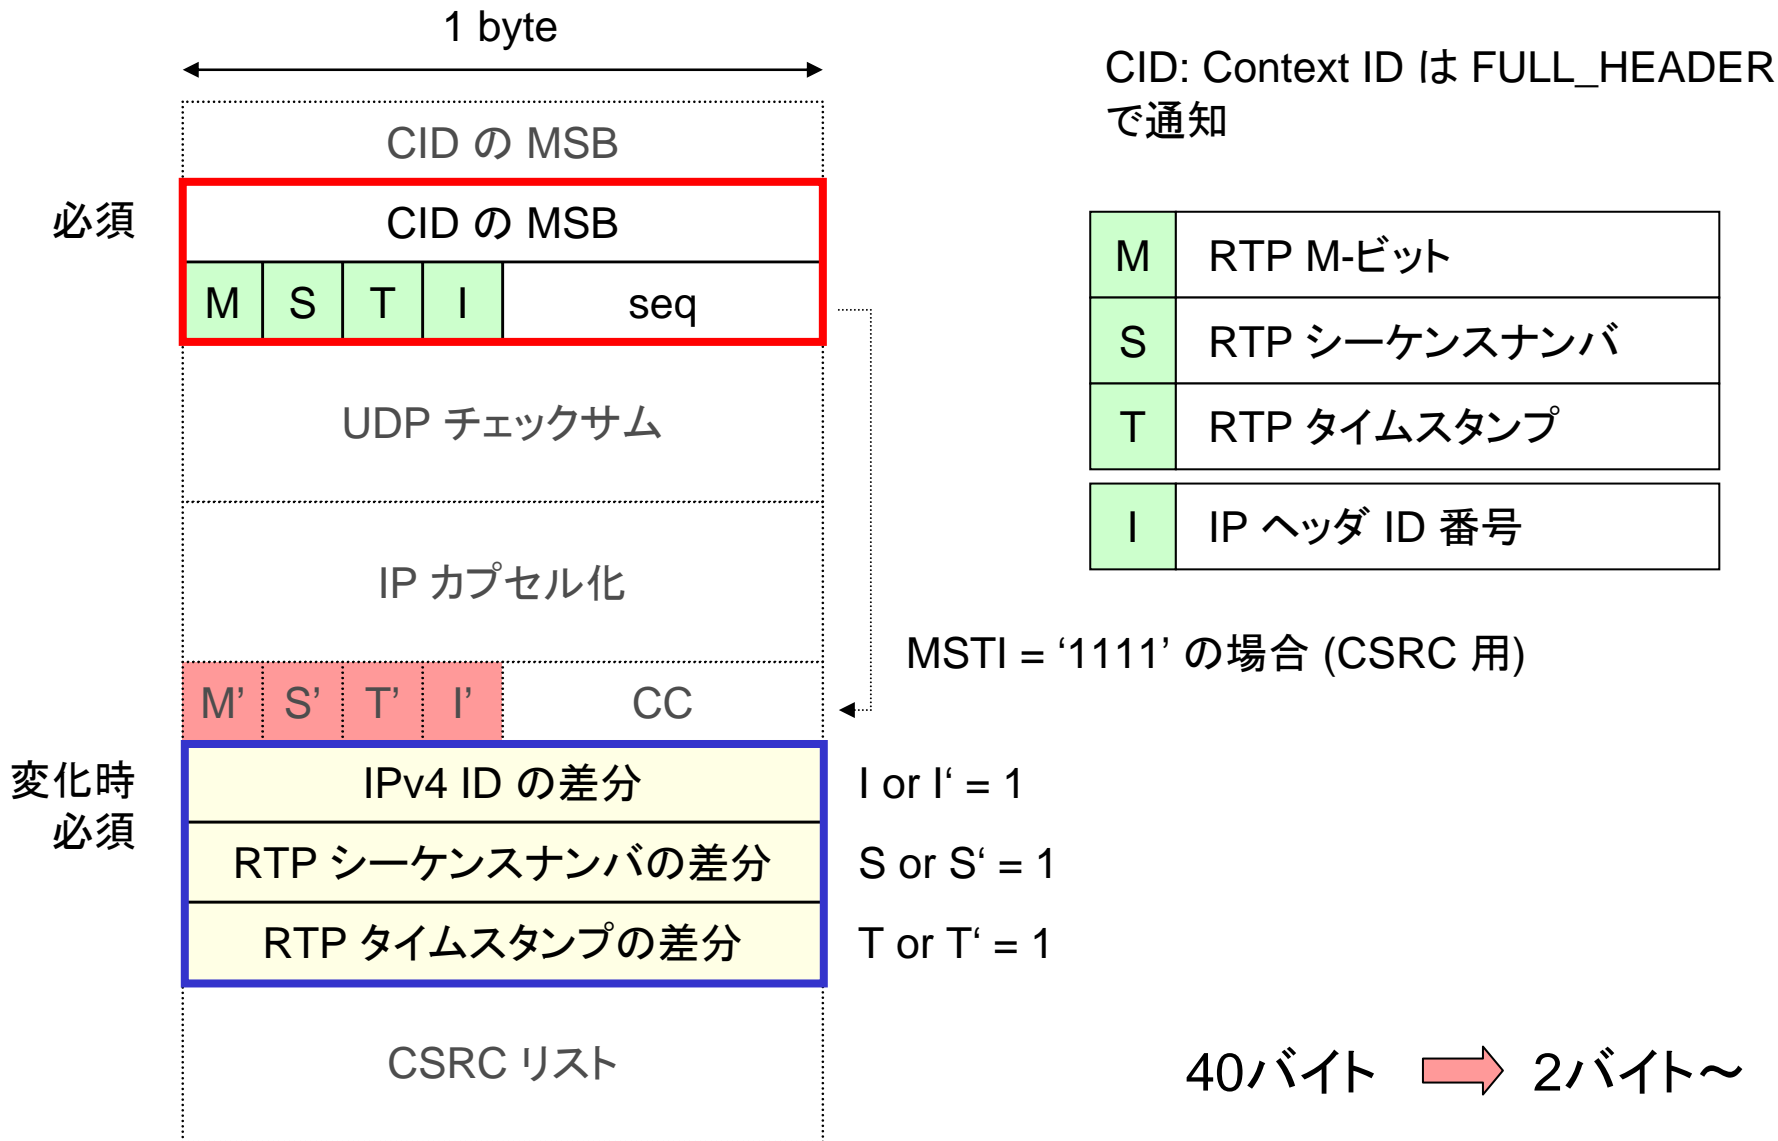 1 byte
CID: Context ID は FULL_HEADER
で通知
CID の MSB
必須
CID の MSB
M S T I seq
M RTP M-ビット
S RTP シーケンスナンバ
T RTP タイムスタンプ
I IP ヘッダ ID 番号
UDP チェックサム
IP カプセル化
MSTI = ‘1111’ の場合 (CSRC 用)
M’ S’ T’ I’ CC
変化時
必須
IPv4 ID の差分 I or I‘ = 1
RTP シーケンスナンバの差分 S or S‘ = 1
RTP タイムスタンプの差分 T or T‘ = 1
CSRC リスト
40バイト 2バイト～